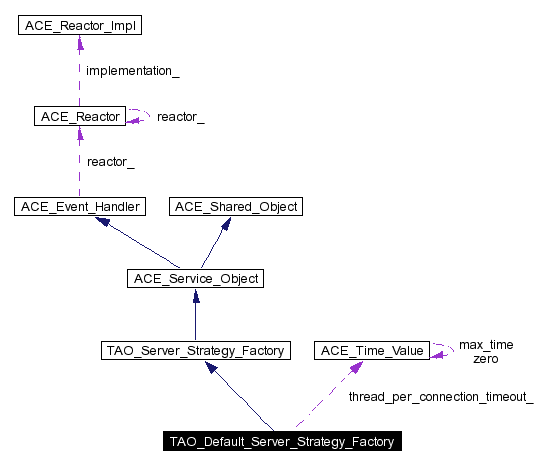 ACE_Reactor_Impl
implementation_
ACE_Reactor
reactor_
reactor_
ACE_Event_Handler
ACE_Shared_Object
ACE_Service_Object
TAO_Server_Strategy_Factory
ACE_Time_Value
max_time
zero
thread_per_connection_timeout_
TAO_Default_Server_Strategy_Factory